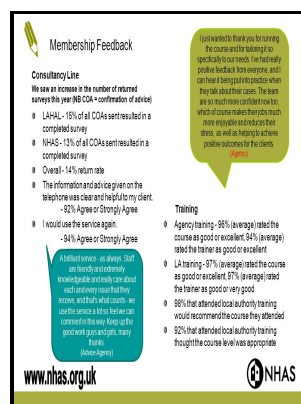 Membership Feedback
Consultancy Line
We saw an increase in the number of returned
surveys this year (NB COA = confirmation of advice)
LAHAL - 15% of all COAs sent resulted in a
completed survey
NHAS - 13% of all COAs sent resulted in a
completed survey
Overall - 14% return rate
The information and advice given on the
telephone was clear and helpful to my client.
- 92% Agree or Strongly Agree
I would use the service again.
- 94% Agree or Strongly Agree
A brilliant service - as always. Staff
are friendly and extremely
knowledgeable and really care about
each and every issue that they
receive, and that's what counts - we
use the service a lot so feel we can
comment in this way. Keep up the
good work guys and girls, many
thanks
(Advice Agency)
www.nhas.org.uk
I just wanted to thank you for running
the course and for tailoring it so
specifically to our needs. I've had really
positive feedback from everyone, and I
can hear it being put into practice when
they talk about their cases. The team
are so much more confident now too,
which of course makes their jobs much
more enjoyable and reduces their
stress, as well as helping to achieve
positive outcomes for the clients
(Agency)
Training
Agency training - 96% (average) rated the
course as good or excellent, 94% (average)
rated the trainer as good or excellent
LA training - 97% (average) rated the course
as good or excellent, 97% (average) rated
the trainer as good or very good
98% that attended local authority training
would recommend the course they attended
92% that attended local authority training
thought the course level was appropriate
NHAS